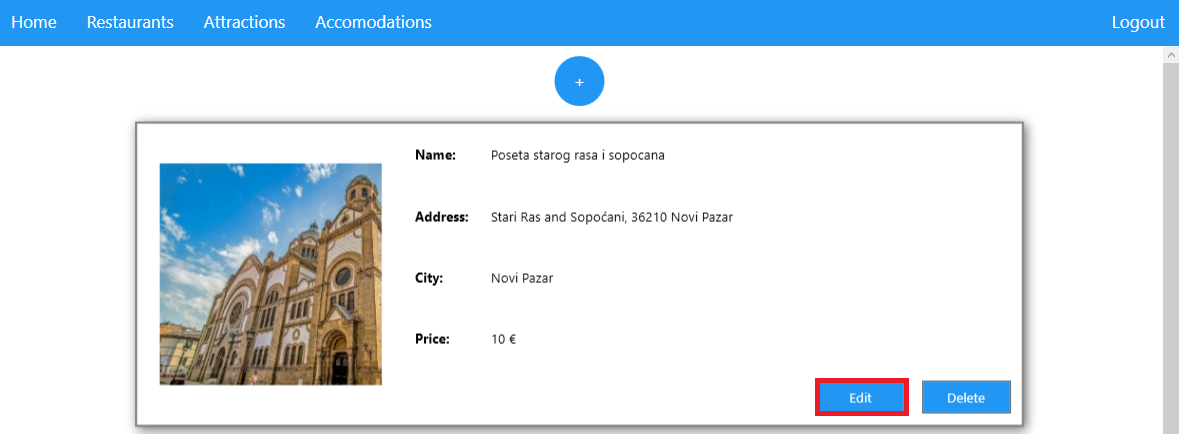 Home Restaurants Attractions Accomodations Logout
+
Name: Poseta starog rasa i sopocana
Address: Stari Ras and Sopoćani, 36210 Novi Pazar
City: Novi Pazar
Price: 10 €
Edit Delete